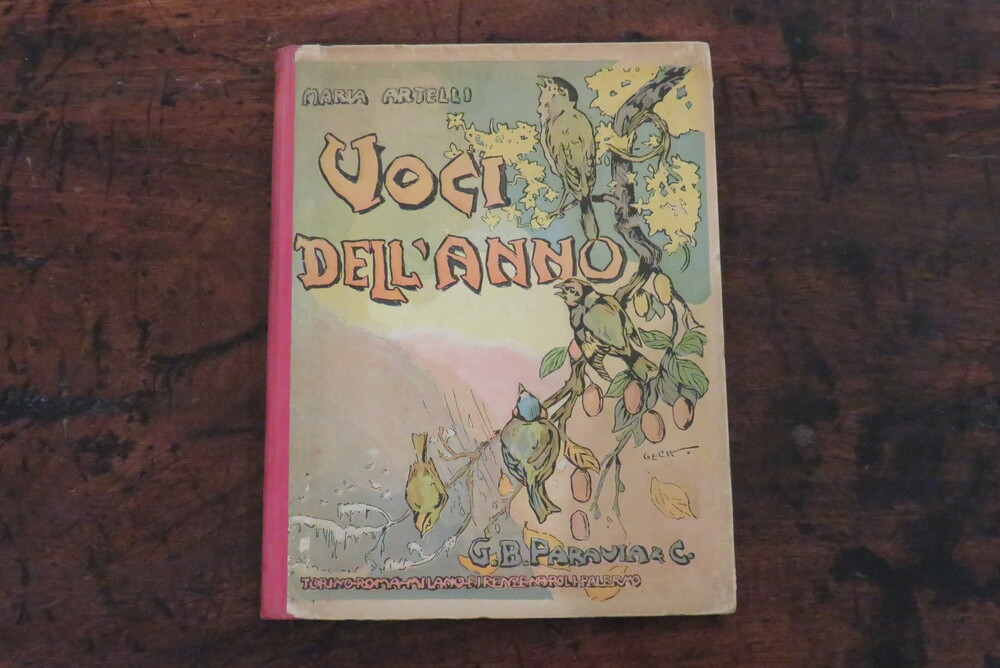 MARIA ARTELLI
VOCI
DELL'ANNO
G. B. PARAVIA & C.
TORINO-ROMA-MILANO-FIRENZE-NAPOLI-PALERMO